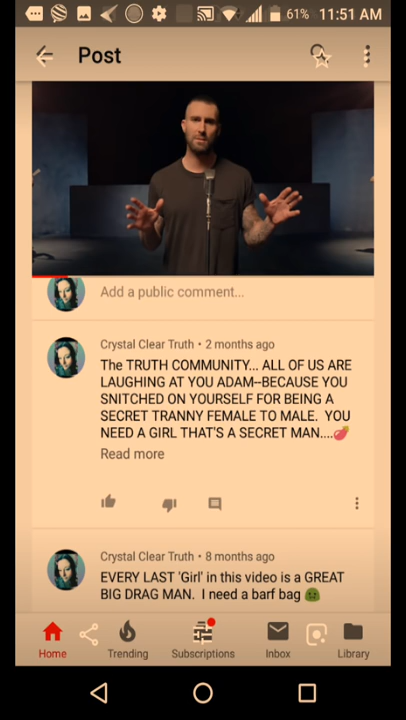 61% 11:51 AM
Post
Add a public comment...
Crystal Clear Truth • 2 months ago
The TRUTH COMMUNITY... ALL OF US ARE
LAUGHING AT YOU ADAM--BECAUSE YOU
SNITCHED ON YOURSELF FOR BEING A
SECRET TRANNY FEMALE TO MALE. YOU
NEED A GIRL THAT'S A SECRET MAN....🍆
Read more
Crystal Clear Truth • 8 months ago
EVERY LAST 'Girl' in this video is a GREAT
BIG DRAG MAN. I need a barf bag 🤢
Home Trending Subscriptions Inbox Library